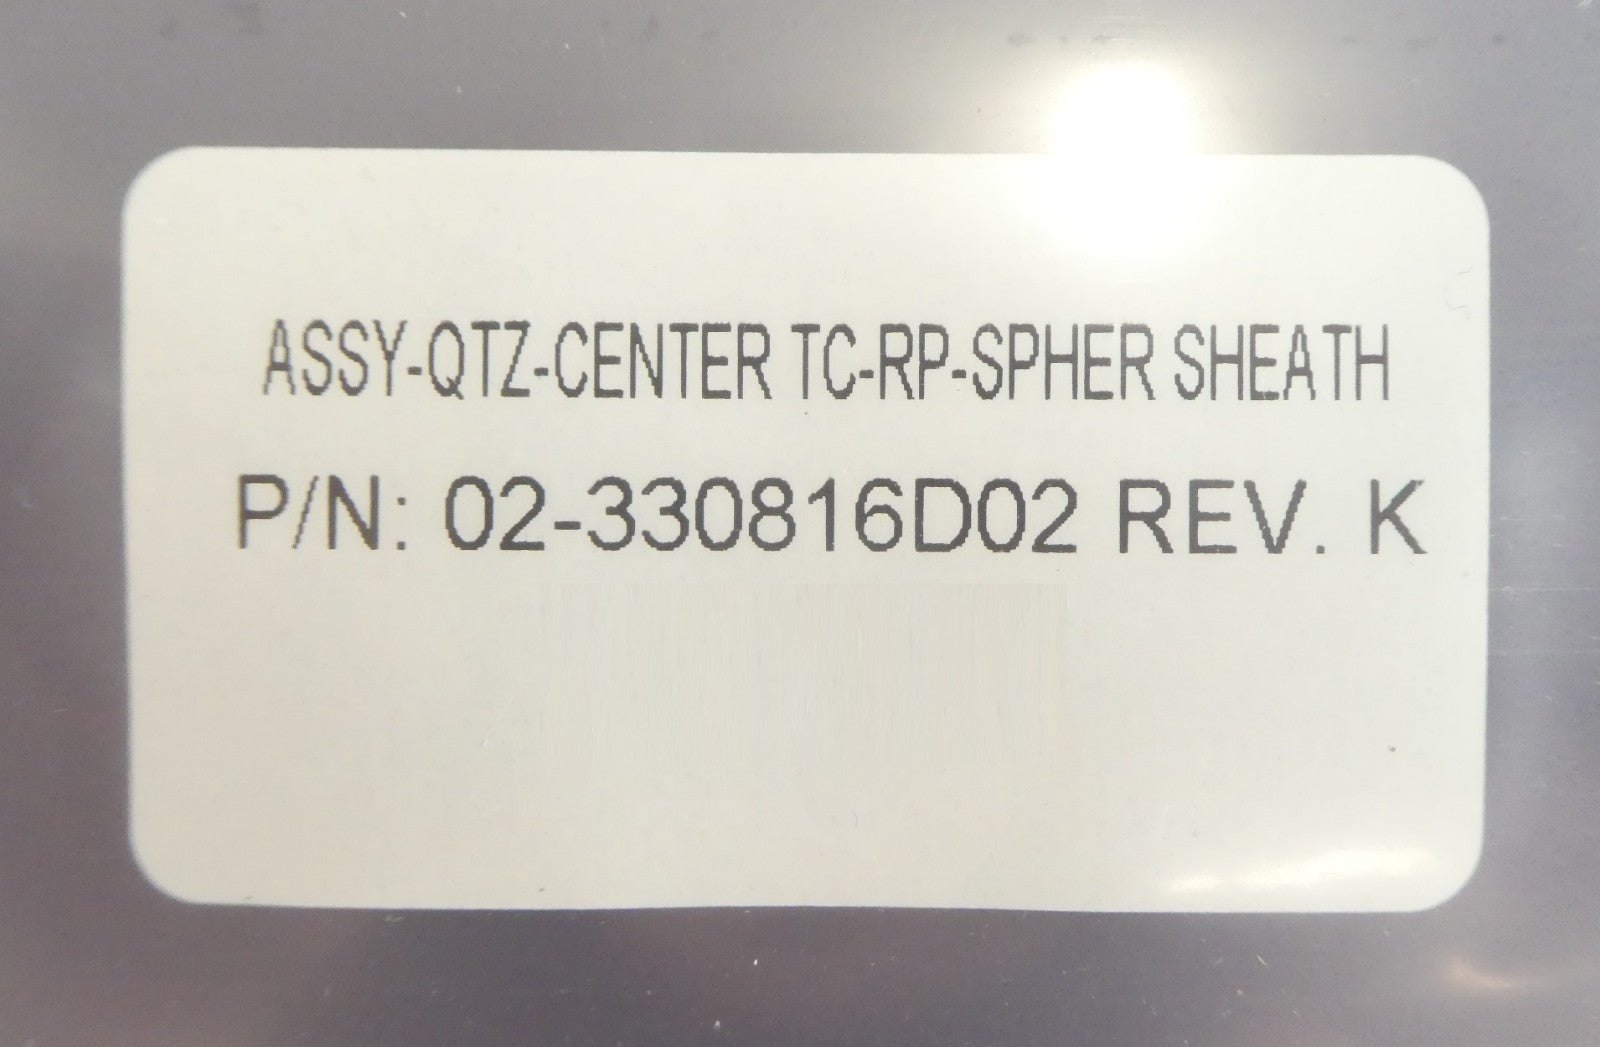 ASSY-QTZ-CENTER TC-RP-SPHER SHEATH
P/N: 02-330816D02 REV. K